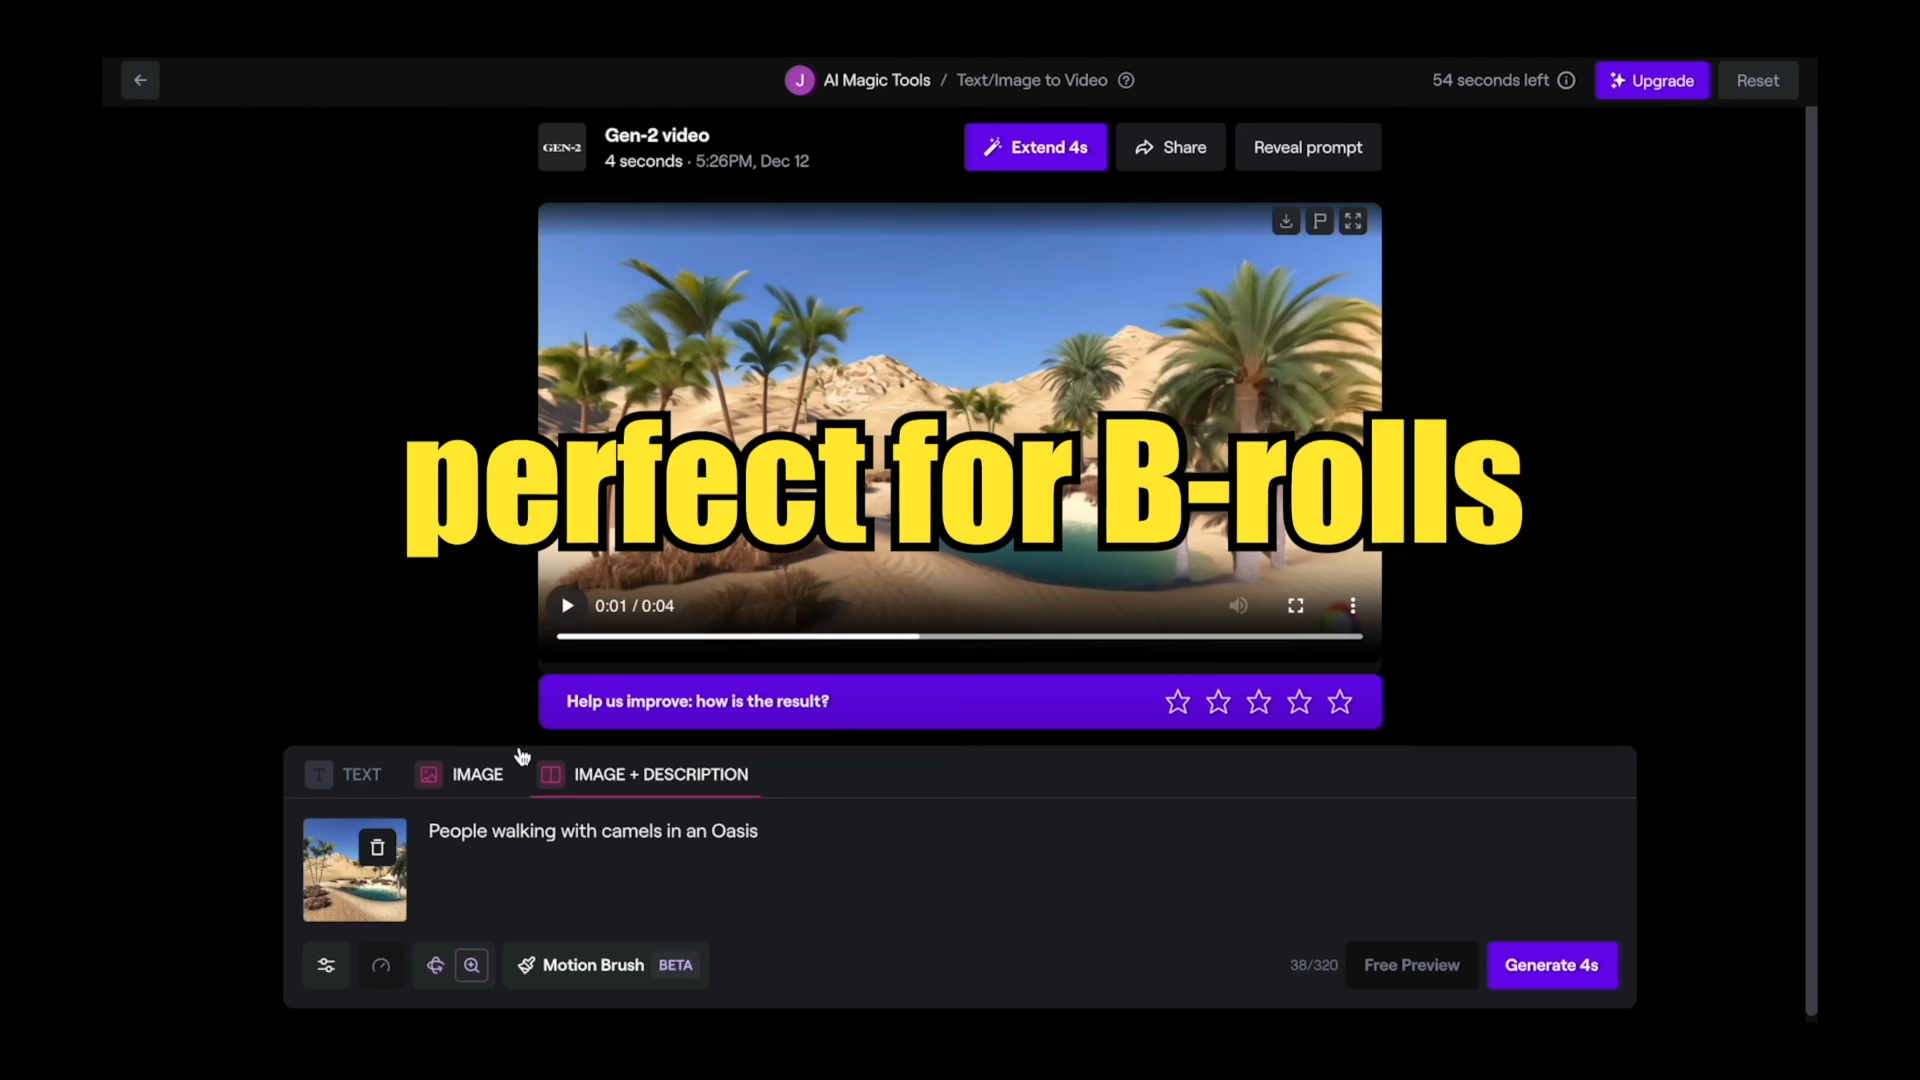 J AI Magic Tools / Text/Image to Video
54 seconds left
Upgrade
Reset
GEN-2
Gen-2 video
4 seconds · 5:26PM, Dec 12
Extend 4s
Share
Reveal prompt
perfect for B-rolls
0:01 / 0:04
Help us improve: how is the result?
T TEXT
IMAGE
IMAGE + DESCRIPTION
People walking with camels in an Oasis
Motion Brush BETA
38/320
Free Preview
Generate 4s